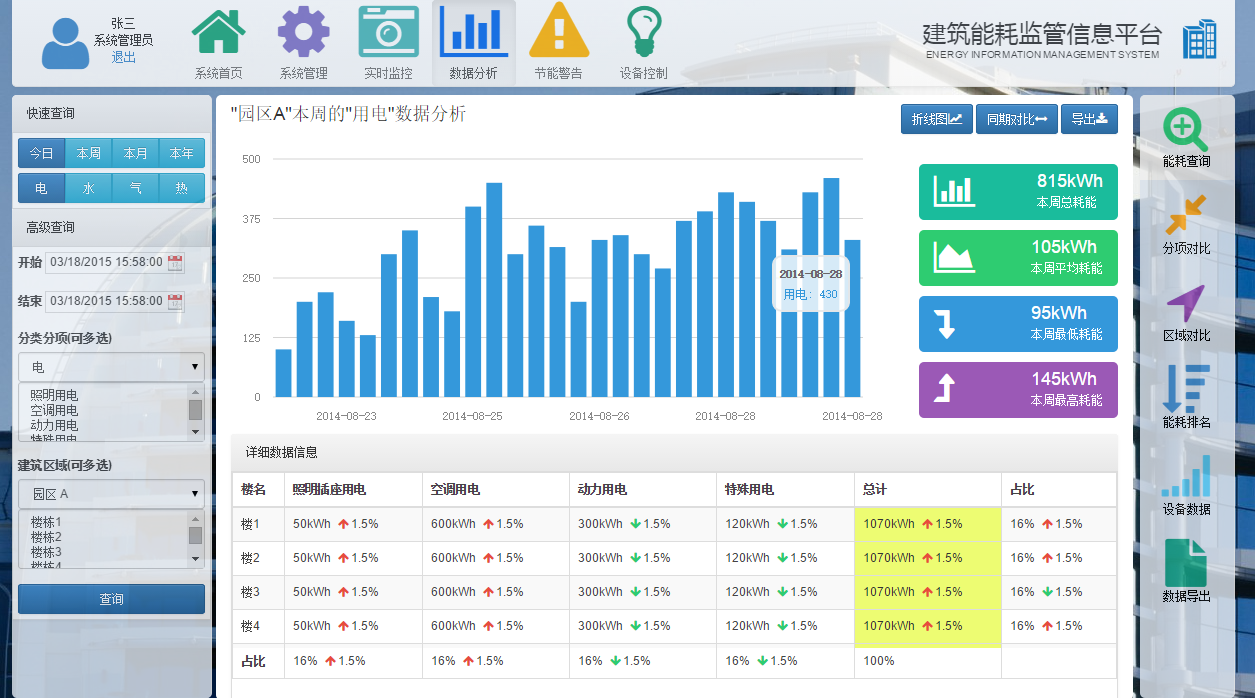 张三
系统管理员
退出
系统首页
系统管理
实时监控
数据分析
节能警告
设备控制
建筑能耗监管信息平台
ENERGY INFORMATION MANAGEMENT SYSTEM
快速查询
今日 本周 本月 本年
电 水 气 热
高级查询
开始 03/18/2015 15:58:00
结束 03/18/2015 15:58:00
分类分项(可多选)
电
照明用电
空调用电
动力用电
特殊用电
建筑区域(可多选)
园区 A
楼栋1
楼栋2
楼栋3
楼栋4
查询
"园区A"本周的"用电"数据分析
折线图 同期对比 导出
500
375
250
125
0
2014-08-23 2014-08-25 2014-08-26 2014-08-28 2014-08-28
2014-08-28
用电: 430
815kWh
本周总耗能
105kWh
本周平均耗能
95kWh
本周最低耗能
145kWh
本周最高耗能
详细数据信息
楼名 照明插座用电 空调用电 动力用电 特殊用电 总计 占比
楼1 50kWh 1.5% 600kWh 1.5% 300kWh 1.5% 120kWh 1.5% 1070kWh 1.5% 16% 1.5%
楼2 50kWh 1.5% 600kWh 1.5% 300kWh 1.5% 120kWh 1.5% 1070kWh 1.5% 16% 1.5%
楼3 50kWh 1.5% 600kWh 1.5% 300kWh 1.5% 120kWh 1.5% 1070kWh 1.5% 16% 1.5%
楼4 50kWh 1.5% 600kWh 1.5% 300kWh 1.5% 120kWh 1.5% 1070kWh 1.5% 16% 1.5%
占比 16% 1.5% 16% 1.5% 16% 1.5% 16% 1.5% 100%
能耗查询
分项对比
区域对比
能耗排名
设备数据
数据导出